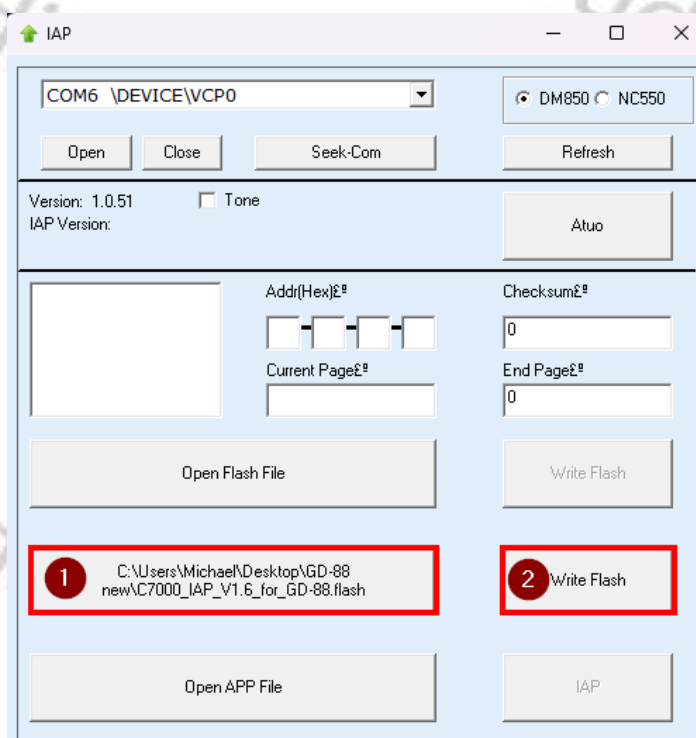 IAP
COM6 \DEVICE\VCP0
DM850 NC550
Open Close Seek-Com Refresh
Version: 1.0.51 Tone
IAP Version:
Atuo
Addr(Hex)£º Checksum£º
- - - 0
Current Page£º End Page£º
0
Open Flash File Write Flash
1 C:\Users\Michael\Desktop\GD-88
new\C7000_IAP_V1.6_for_GD-88.flash
2 Write Flash
Open APP File IAP